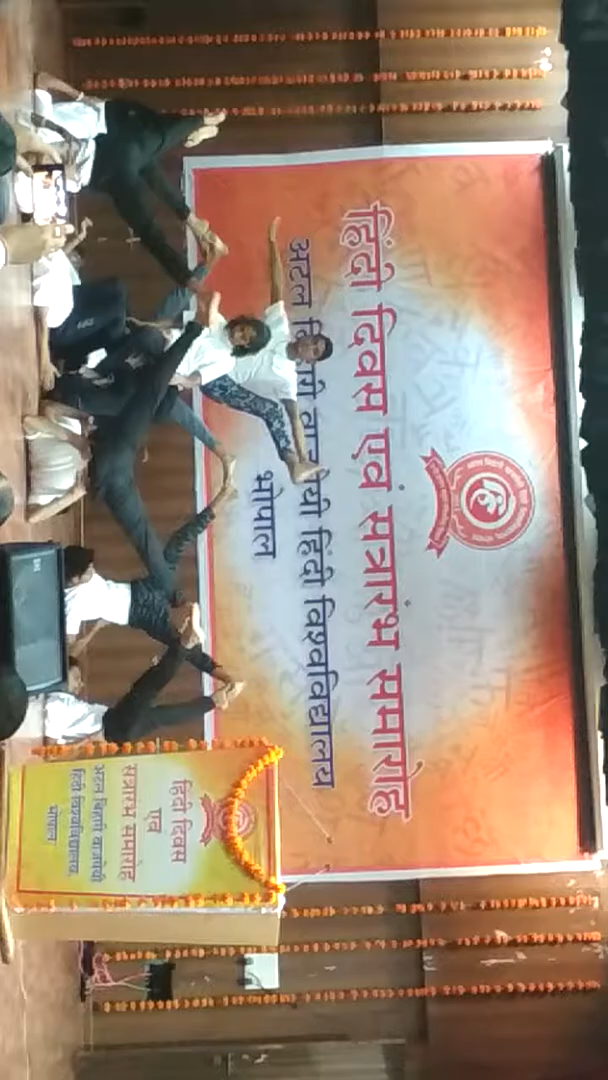 हिंदी दिवस एवं सत्रारंभ समारोह
अटल बिहारी वाजपेयी हिंदी विश्वविद्यालय
भोपाल
हिंदी दिवस
एवं
सत्रारंभ समारोह
अटल बिहारी वाजपेयी
हिंदी विश्वविद्यालय,
भोपाल